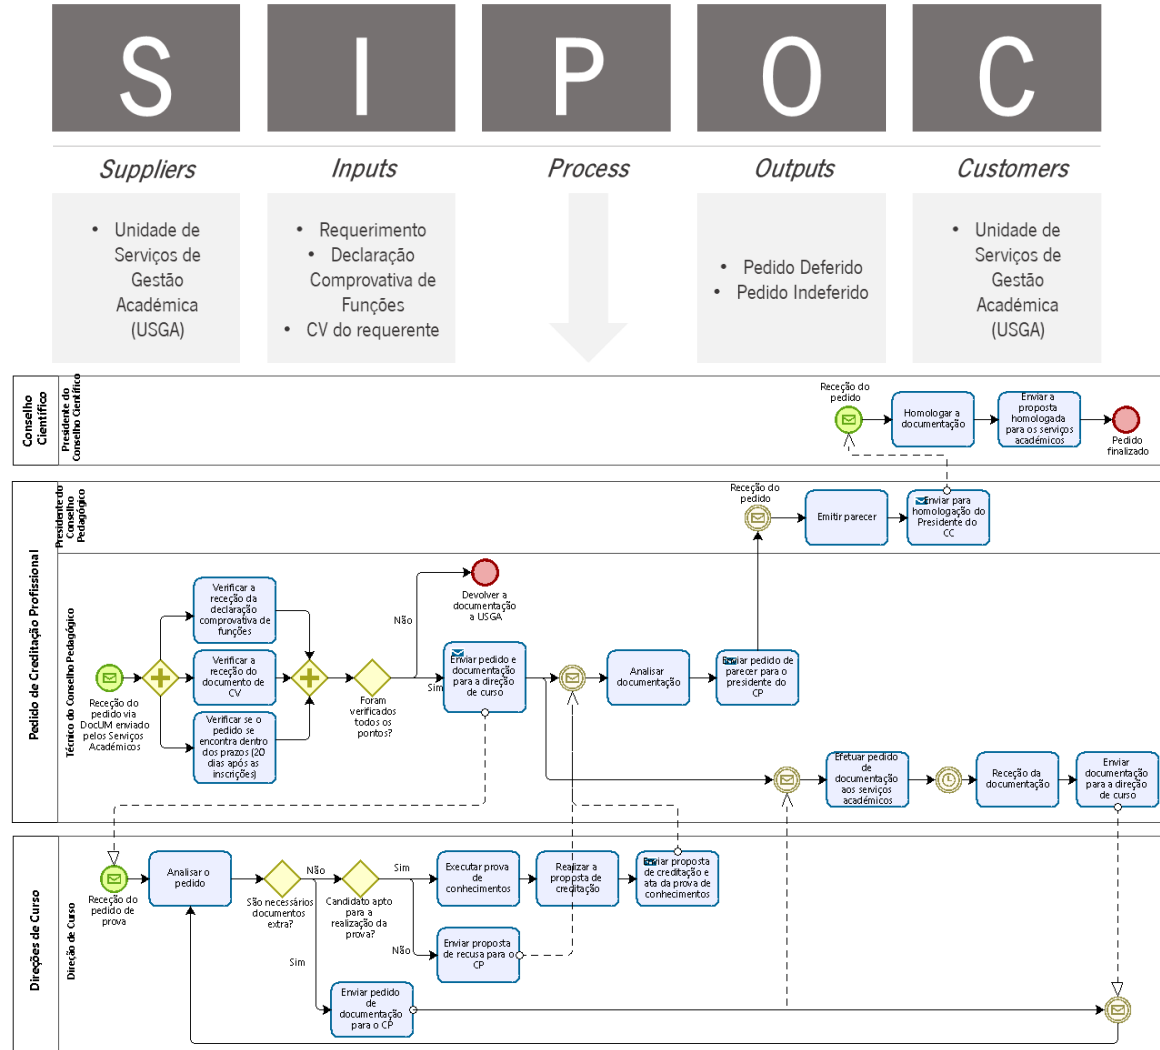 S I P O C
Suppliers
Inputs
Process
Outputs
Customers
• Unidade de
Serviços de
Gestão
Académica
(USGA)
• Requerimento
• Declaração
Comprovativa de
Funções
• CV do requerente
• Pedido Deferido
• Pedido Indeferido
• Unidade de
Serviços de
Gestão
Académica
(USGA)
Conselho
Científico
Presidente do
Conselho Científico
Receção do
pedido
Homologar a
documentação
Enviar a
proposta
homologada
para os serviços
académicos
Pedido
finalizado
Pedido de Creditação Profissional
Presidente do
Conselho
Pedagógico
Receção do
pedido
Emitir parecer
Enviar para
homologação do
Presidente do
CC
Técnico do Conselho Pedagógico
Receção do
pedido via
DocUM enviado
pelos Serviços
Académicos
Verificar a
receção da
declaração
comprovativa de
funções
Verificar a
receção do
documento de
CV
Verificar se o
pedido se
encontra dentro
dos prazos (20
dias após as
inscrições)
Foram
verificados
todos os
pontos?
Não
Devolver a
documentação
a USGA
Sim
Enviar pedido e
documentação
para a direção
de curso
Analisar
documentação
Enviar pedido de
parecer para o
presidente do
CP
Efetuar pedido
de
documentação
aos serviços
académicos
Receção da
documentação
Enviar
documentação
para a direção
de curso
Direções de Curso
Direção de Curso
Receção do
pedido de
prova
Analisar o
pedido
São necessários
documentos
extra?
Não
Sim
Candidato apto
para a
realização da
prova?
Sim
Não
Executar prova
de
conhecimentos
Realizar a
proposta de
creditação
Enviar proposta
de creditação e
ata da prova de
conhecimentos
Enviar proposta
de recusa para o
CP
Enviar pedido
de
documentação
para o CP